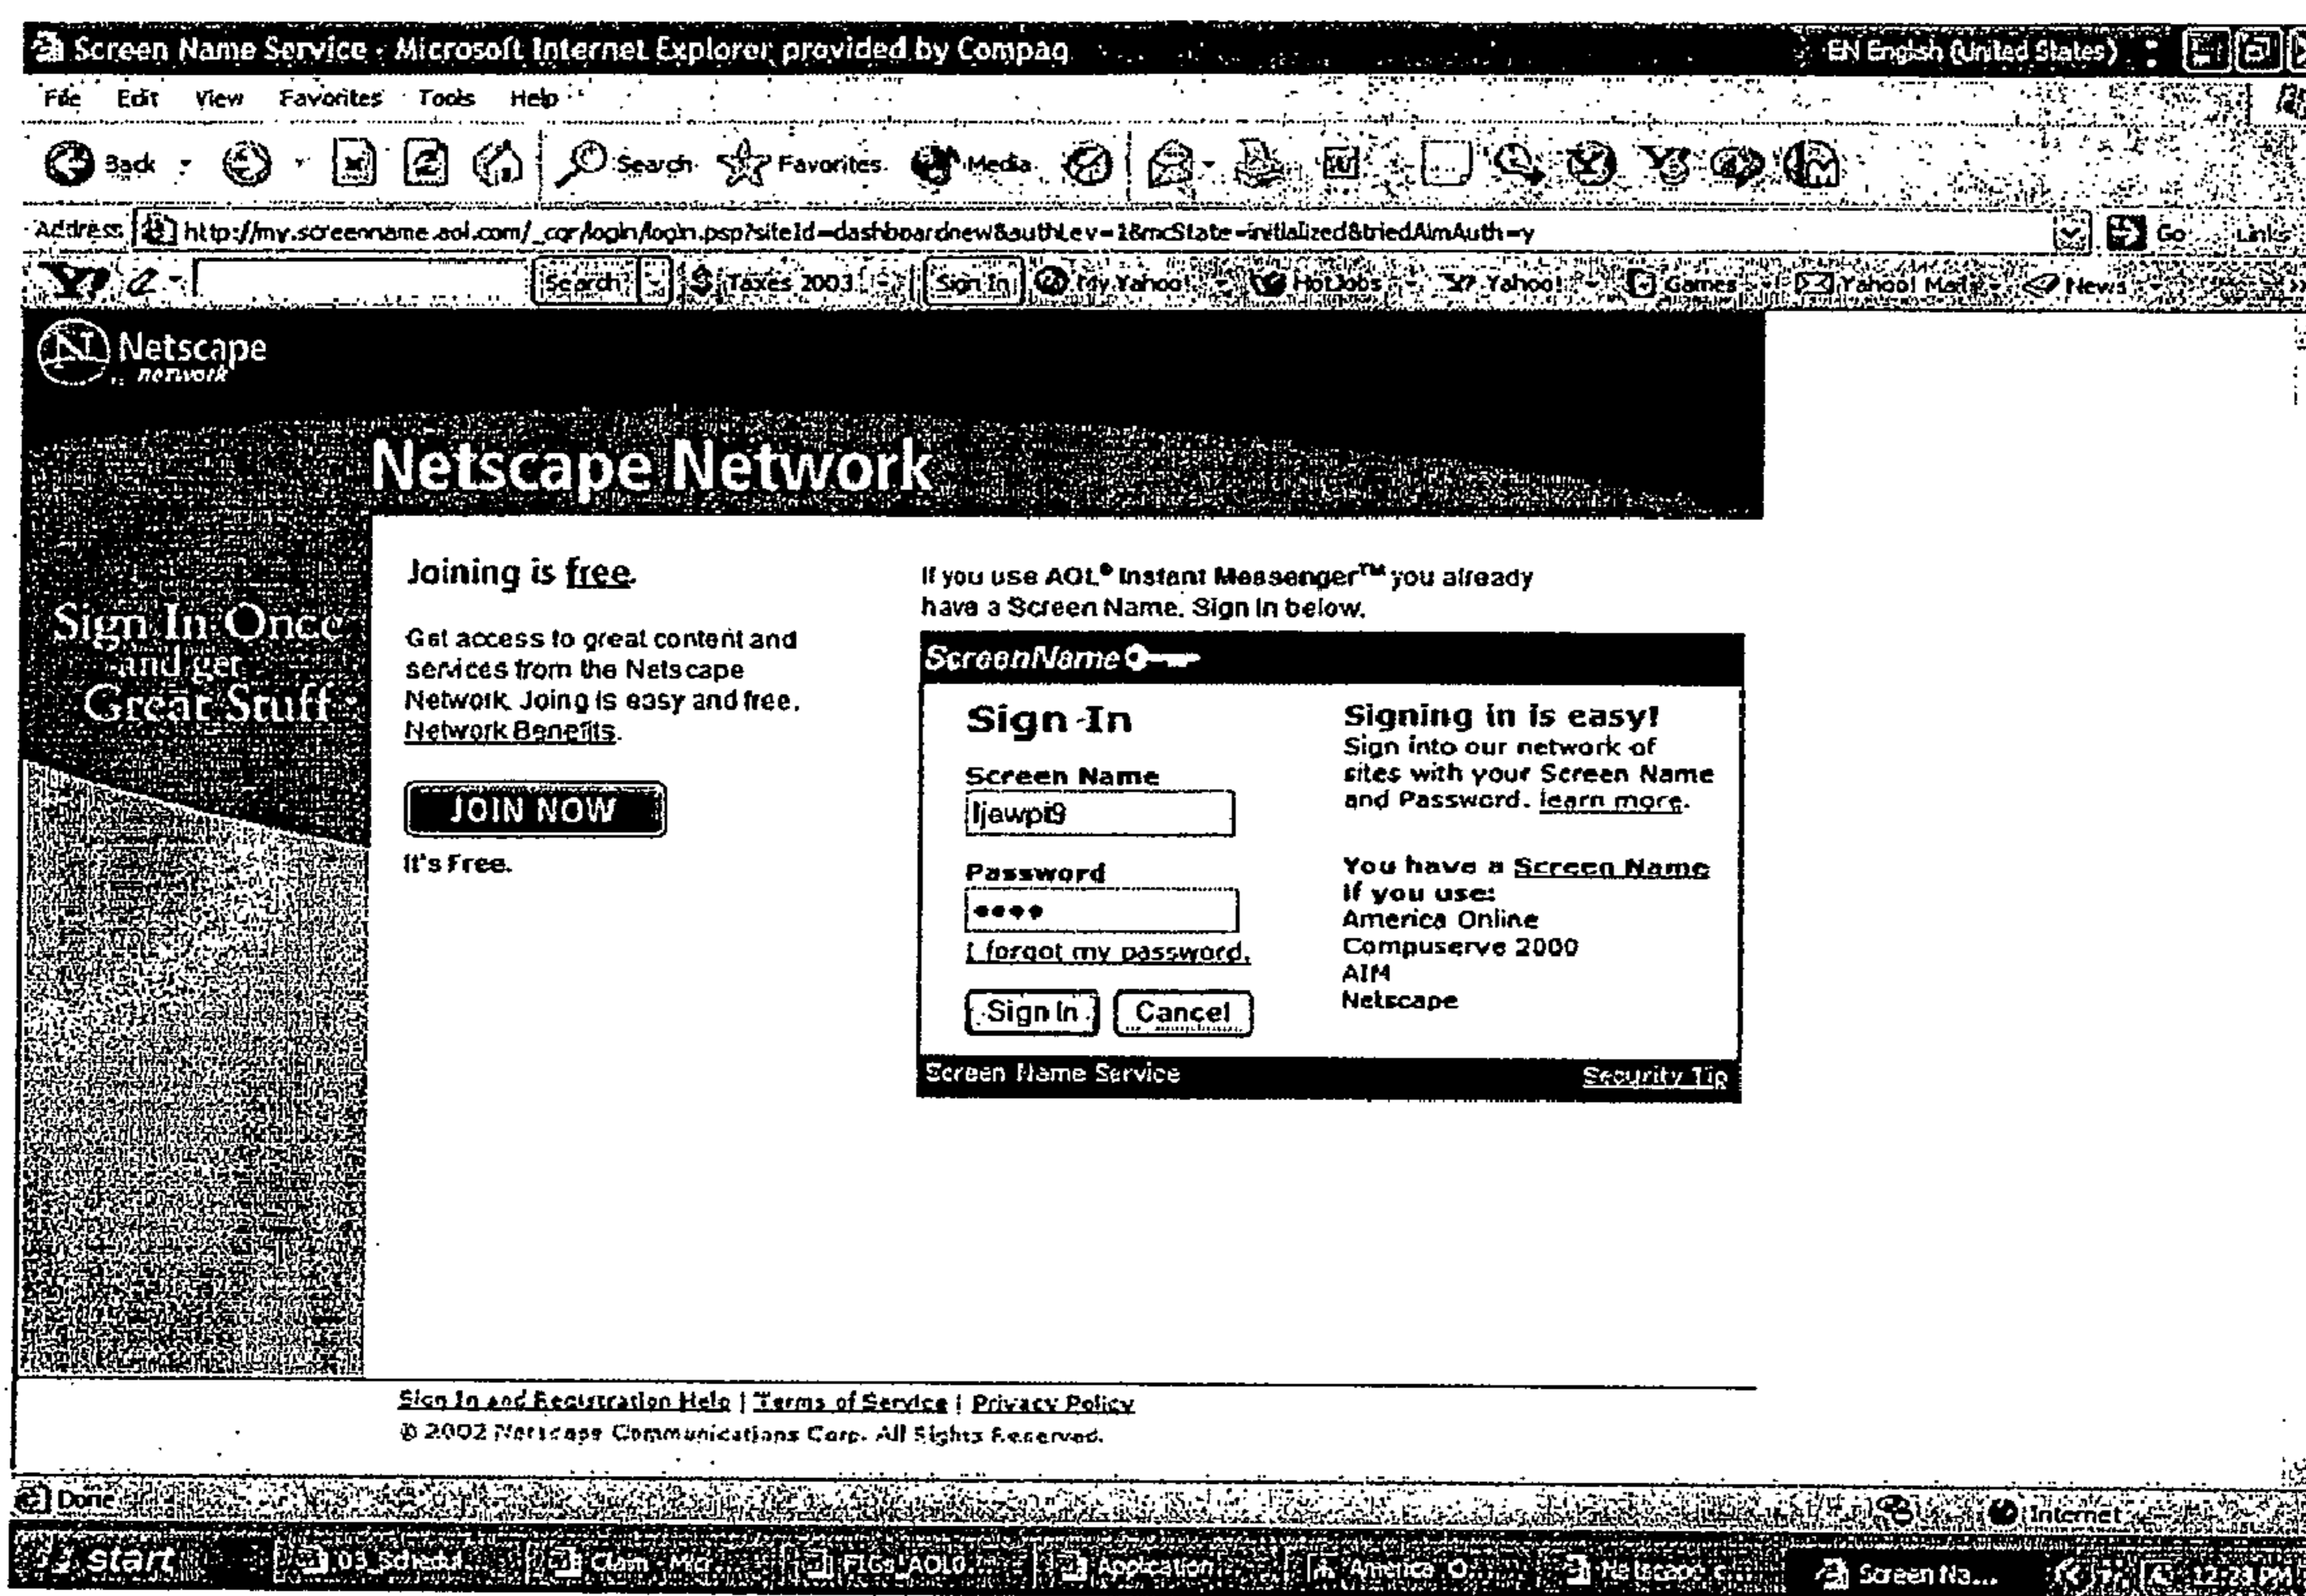 Screen Name Service - Microsoft Internet Explorer provided by Compaq
EN English (United States)
File Edit View Favorites Tools Help
Back Search Favorites Media
Address http://my.screenname.aol.com/_cqr/login/login.psp?siteId=dashboardnew&authLev=1&mcState=initialized&triedAimAuth=y Go Links
Y! Search Taxes 2003 Sign In My Yahoo! HotJobs Yahoo! Games Yahoo! Mail News »
N Netscape
network
Netscape Network
Sign In Once
and get
Great Stuff
Joining is free.
Get access to great content and
services from the Netscape
Network. Joing is easy and free.
Network Benefits.
JOIN NOW
It's Free.
If you use AOL® Instant Messenger™ you already
have a Screen Name. Sign In below.
ScreenName
Sign In
Screen Name
ljawpi9
Password
••••
I forgot my password.
Sign In Cancel
Signing in is easy!
Sign into our network of
sites with your Screen Name
and Password. learn more.
You have a Screen Name
if you use:
America Online
Compuserve 2000
AIM
Netscape
Screen Name Service Security Tip
Sign In and Registration Help | Terms of Service | Privacy Policy
© 2002 Netscape Communications Corp. All Rights Reserved.
Done Internet
start 03 Schedul... Claim FIGs_AOL0... Application America O... Netscape Screen Na... 12:28 PM